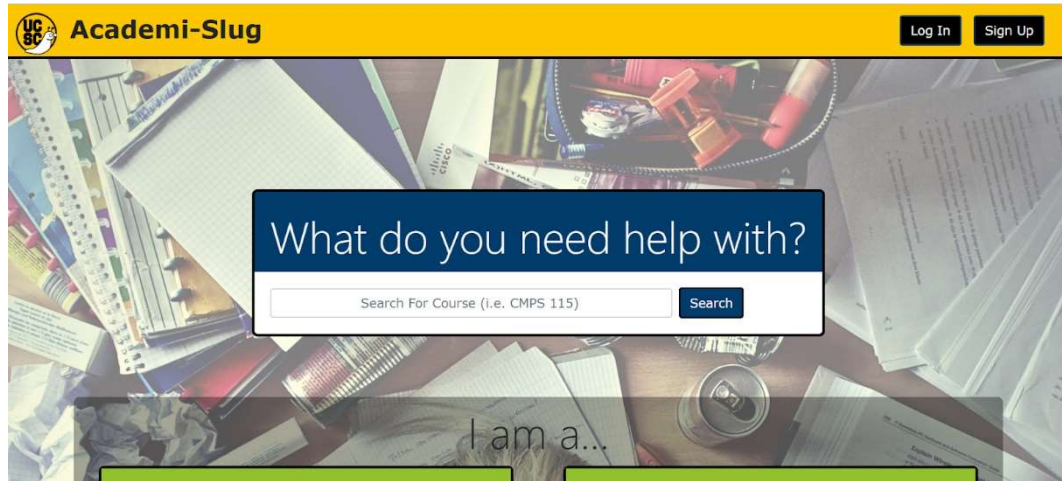 UC
SC
Academi-Slug
Log In
Sign Up
CISCO
What do you need help with?
Search For Course (i.e. CMPS 115)
Search
I am a...